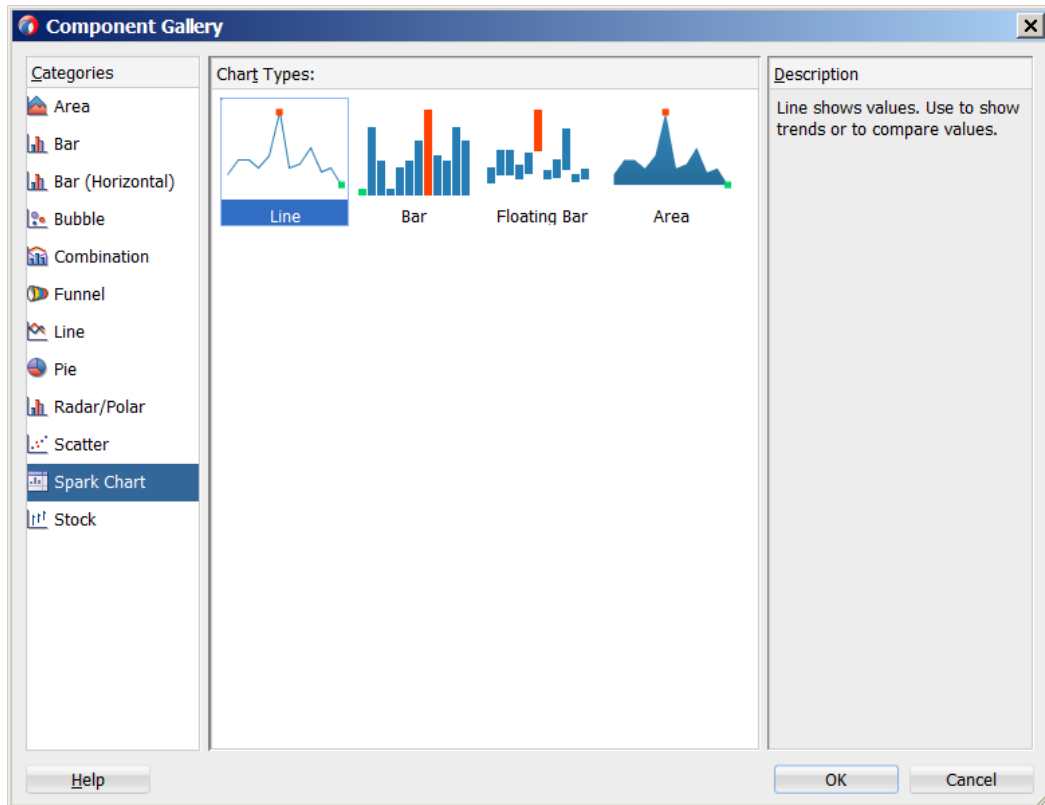 Component Gallery
Categories
Area
Bar
Bar (Horizontal)
Bubble
Combination
Funnel
Line
Pie
Radar/Polar
Scatter
Spark Chart
Stock
Chart Types:
Line
Bar
Floating Bar
Area
Description
Line shows values. Use to show
trends or to compare values.
Help
OK
Cancel